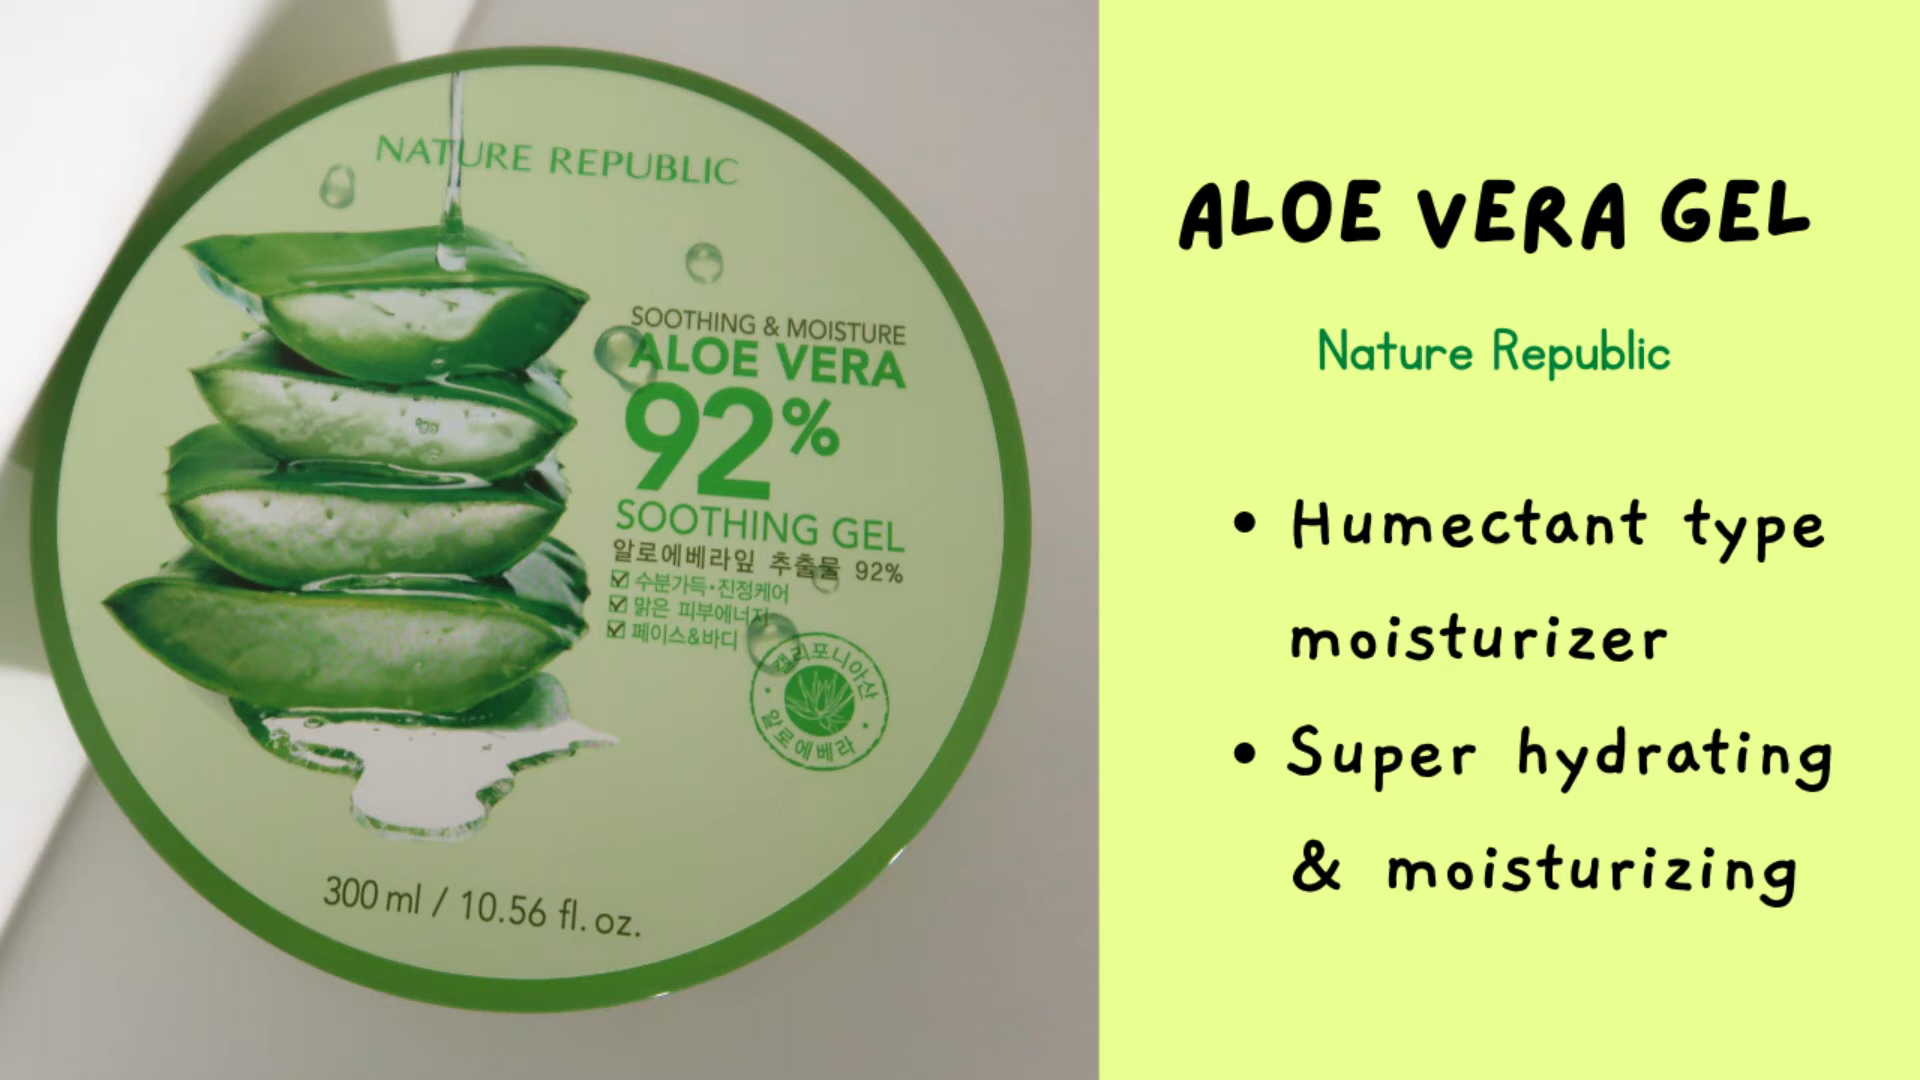 NATURE REPUBLIC
SOOTHING & MOISTURE
ALOE VERA
92%
SOOTHING GEL
알로에베라잎 추출물 92%
수분가득•진정케어
맑은 피부에너지
페이스&바디
캘리포니아산
알로에베라
300 ml / 10.56 fl. oz.
ALOE VERA GEL
Nature Republic
• Humectant type
moisturizer
• Super hydrating
& moisturizing